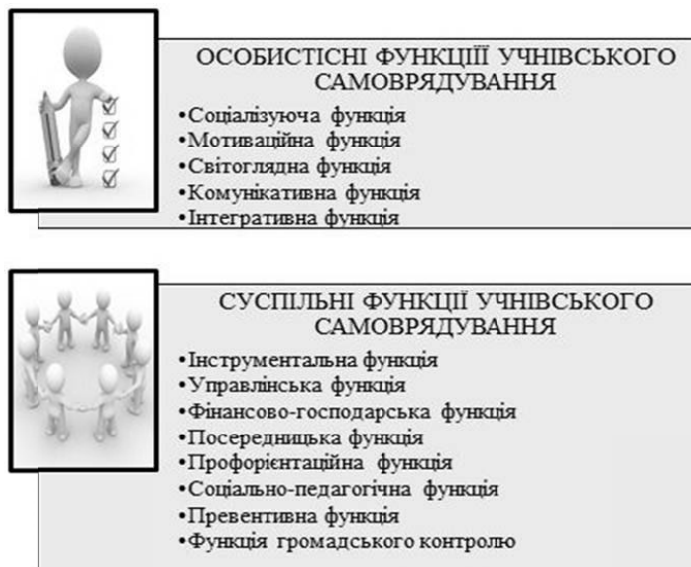 ОСОБИСТІСНІ ФУНКЦІЇЇ УЧНІВСЬКОГО
САМОВРЯДУВАННЯ
•Соціалізуюча функція
•Мотиваційна функція
•Світоглядна функція
•Комунікативна функція
•Інтегративна функція
СУСПІЛЬНІ ФУНКЦІЇ УЧНІВСЬКОГО
САМОВРЯДУВАННЯ
•Інструментальна функція
•Управлінська функція
•Фінансово-господарська функція
•Посередницька функція
•Профорієнтаційна функція
•Соціально-педагогічна функція
•Превентивна функція
•Функція громадського контролю